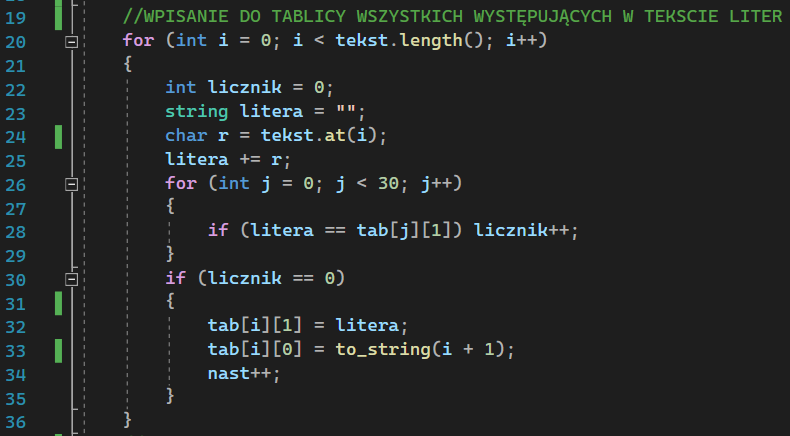 19 //WPISANIE DO TABLICY WSZYSTKICH WYSTĘPUJĄCYCH W TEKSCIE LITER
20 for (int i = 0; i < tekst.length(); i++)
21 {
22 int licznik = 0;
23 string litera = "";
24 char r = tekst.at(i);
25 litera += r;
26 for (int j = 0; j < 30; j++)
27 {
28 if (litera == tab[j][1]) licznik++;
29 }
30 if (licznik == 0)
31 {
32 tab[i][1] = litera;
33 tab[i][0] = to_string(i + 1);
34 nast++;
35 }
36 }